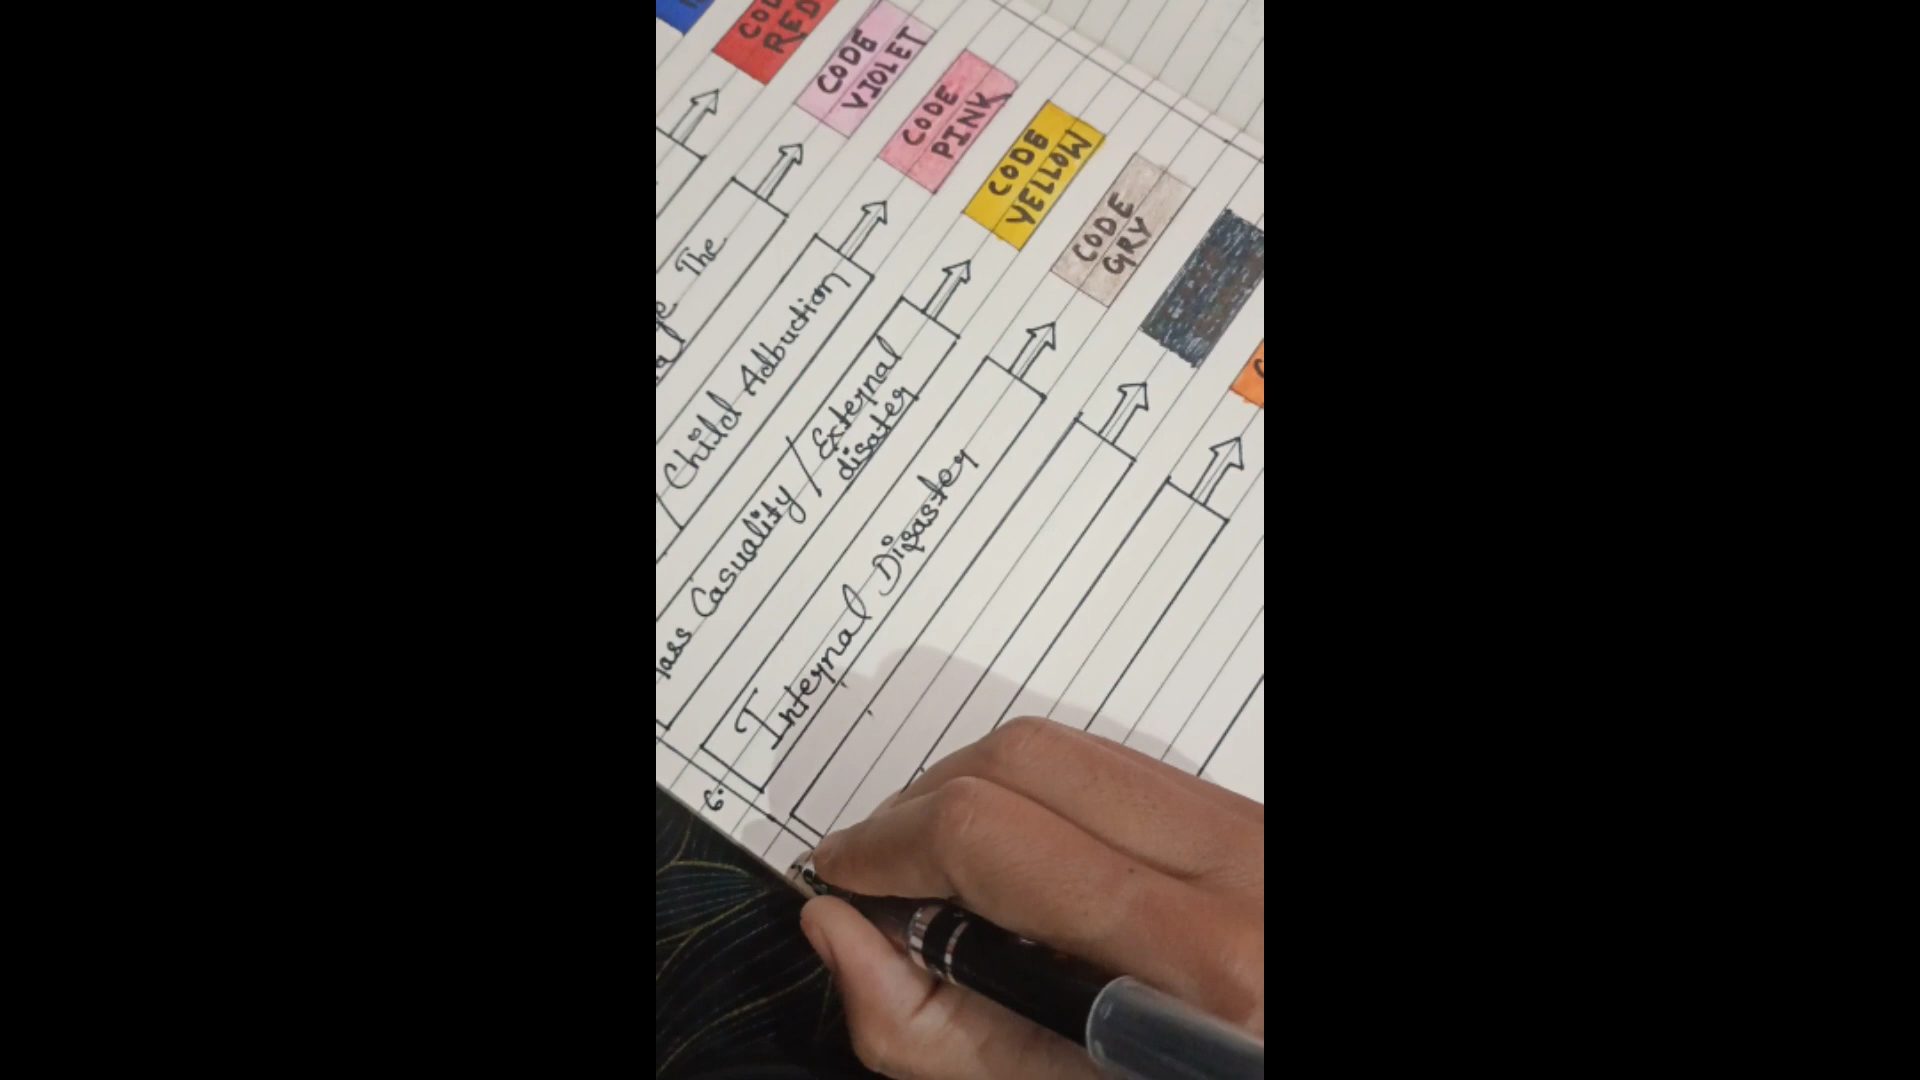 COD
RED
The
CODE
VIOLET
/ Child Adbuction
CODE
PINK
Mass Casuality / External
disater
CODE
YELLOW
6.
Internal Disaster
CODE
GRY